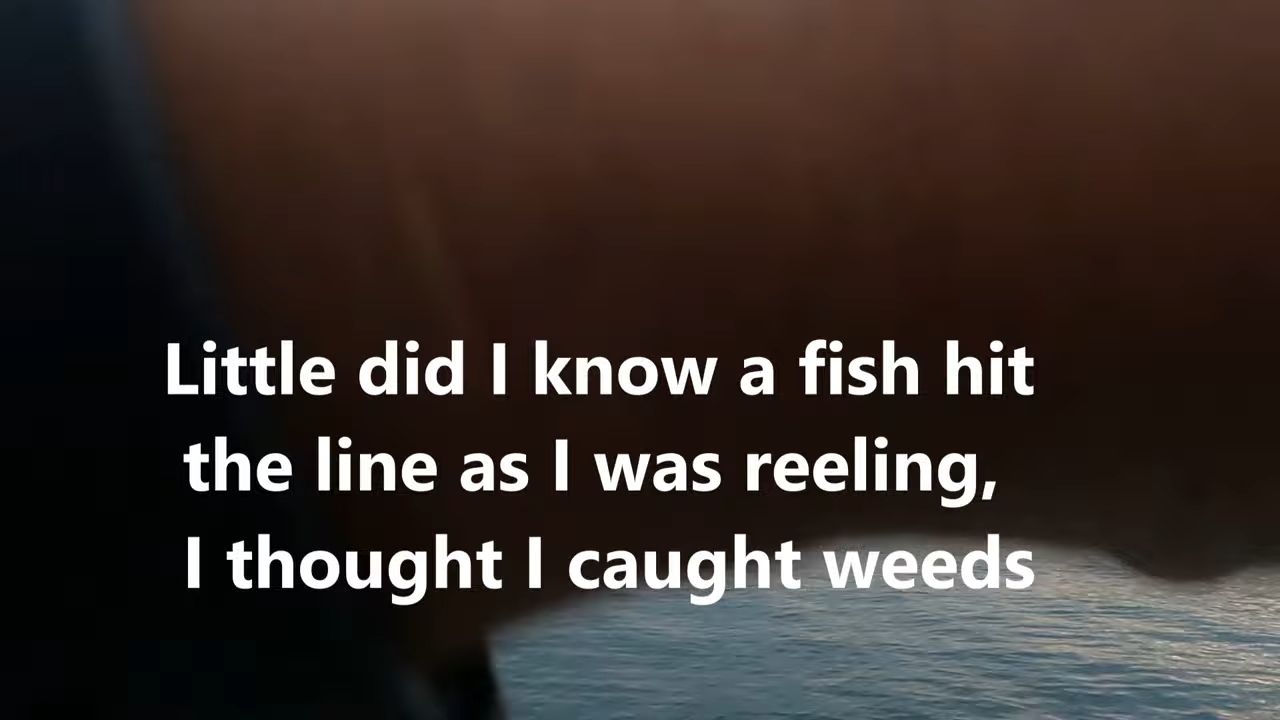 Little did I know a fish hit
the line as I was reeling,
I thought I caught weeds